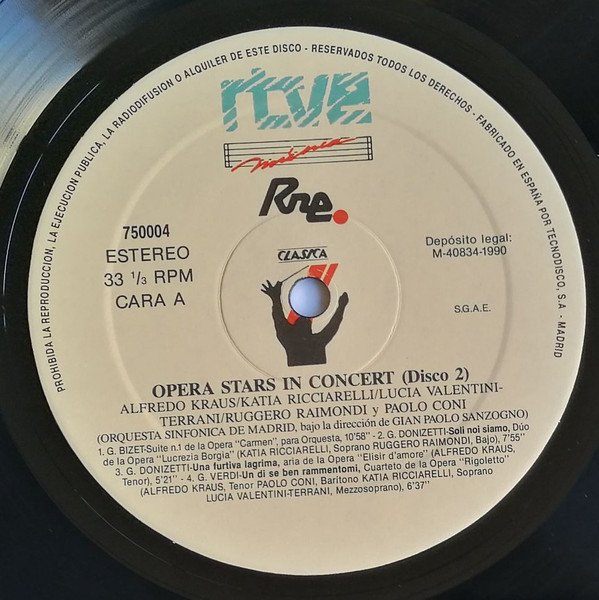 PROHIBIDA LA REPRODUCCION, LA EJECUCION PUBLICA, LA RADIODIFUSION O ALQUILER DE ESTE DISCO - RESERVADOS TODOS LOS DERECHOS - FABRICADO EN ESPAÑA POR TECNODISCO, S.A - MADRID
rtve
música
Rne.
CLASICA
750004
ESTEREO
33 1/3 RPM
CARA A
Depósito legal:
M-40834-1990
S.G.A.E.
OPERA STARS IN CONCERT (Disco 2)
ALFREDO KRAUS/KATIA RICCIARELLI/LUCIA VALENTINI-
TERRANI/RUGGERO RAIMONDI y PAOLO CONI
(ORQUESTA SINFONICA DE MADRID, bajo la dirección de GIAN PAOLO SANZOGNO)
1. G. BIZET-Suite n.1 de la Opera "Carmen", para Orquesta, 10'58" - 2. G. DONIZETTI-Soli noi siamo, Dúo
de la Opera "Lucrezia Borgia" (KATIA RICCIARELLI, Soprano RUGGERO RAIMONDI, Bajo), 7'55"
3. G. DONIZETTI-Una furtiva lagrima, aria de la Opera "Elisir d'amore" (ALFREDO KRAUS,
Tenor), 5'21" - 4. G. VERDI-Un di se ben rammentomi, Cuarteto de la Opera "Rigoletto"
(ALFREDO KRAUS, Tenor PAOLO CONI, Barítono KATIA RICCIARELLI, Soprano
LUCIA VALENTINI-TERRANI, Mezzosoprano), 6'37"